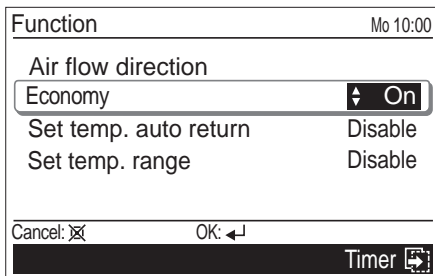 Function Mo 10:00
Air flow direction
Economy On
Set temp. auto return Disable
Set temp. range Disable
Cancel: OK:
Timer